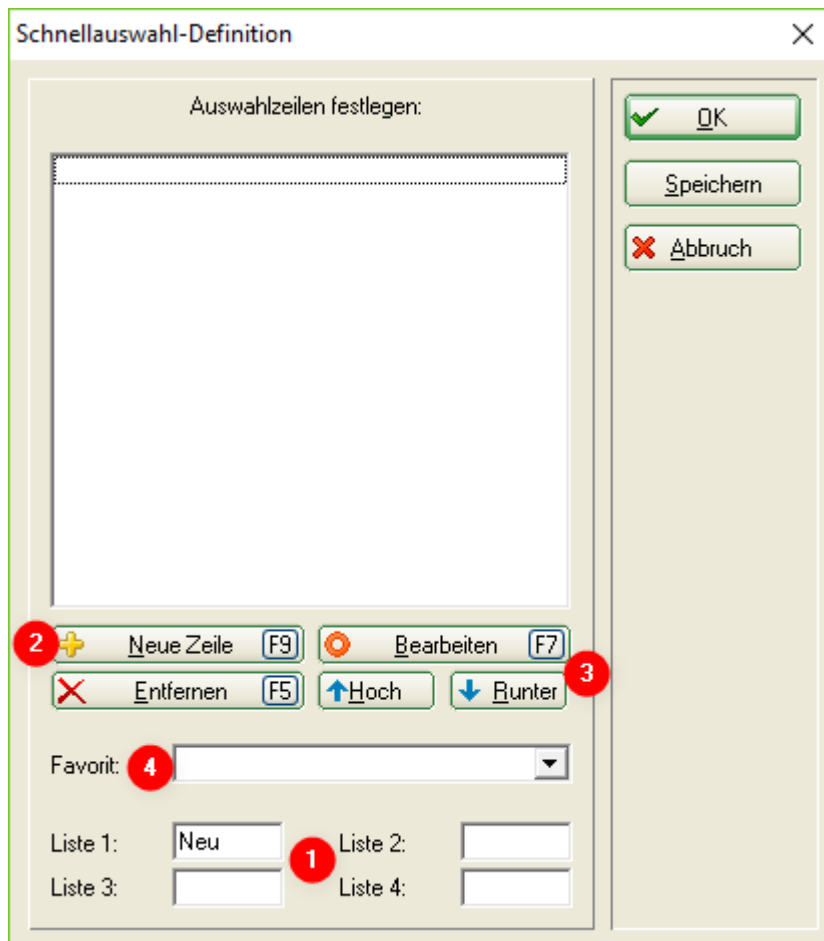 Schnellauswahl-Definition
Auswahlzeilen festlegen:
OK
Speichern
Abbruch
2 Neue Zeile F9 Bearbeiten F7
3
Entfernen F5 Hoch Runter
Favorit: 4
Liste 1: Neu 1 Liste 2:
Liste 3: Liste 4: